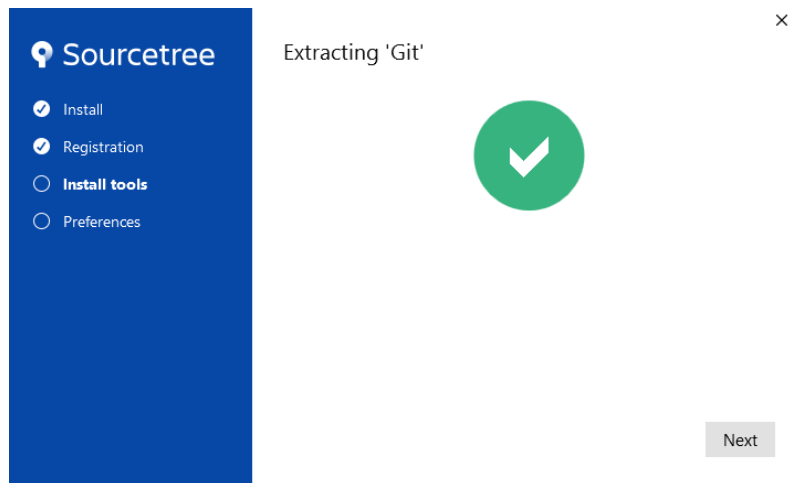 Sourcetree
Install
Registration
Install tools
Preferences
Extracting 'Git'
Next